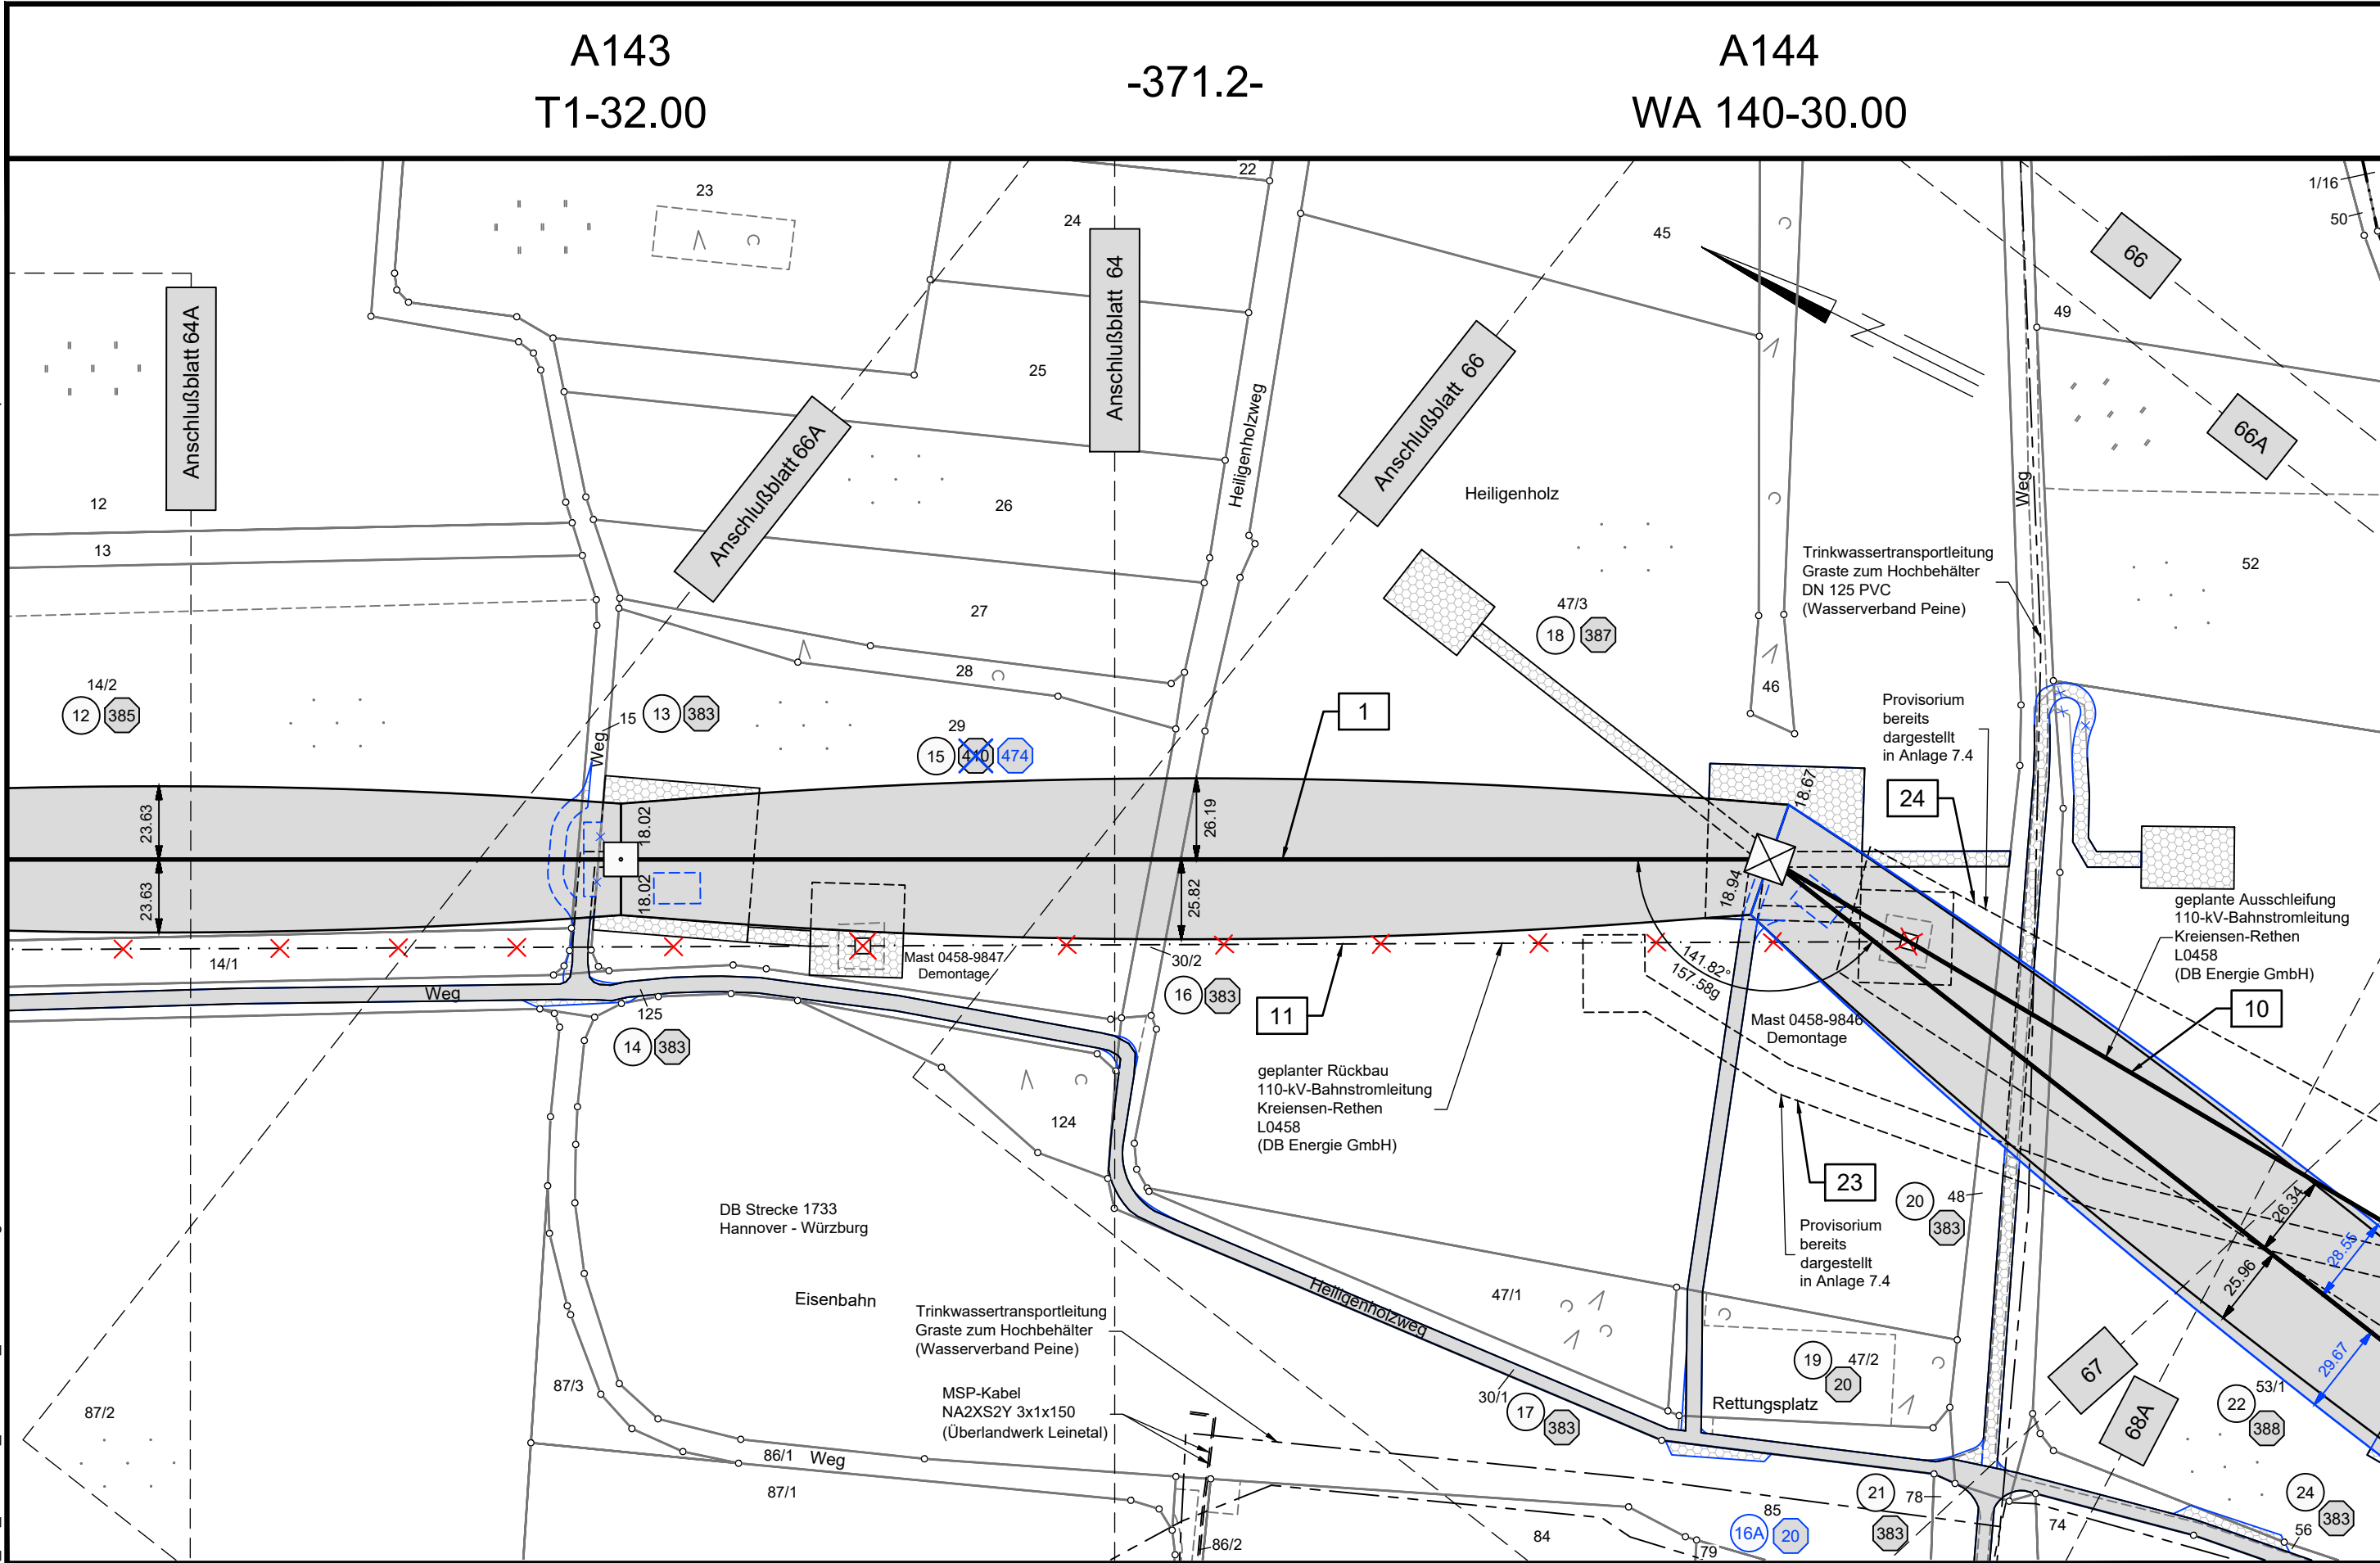 A143
T1-32.00
-371.2-
A144
WA 140-30.00
22
23
24
45
1/16
50
66
49
Anschlußblatt 64A
Anschlußblatt 64
25
Anschlußblatt 66
66A
Anschlußblatt 66A
Heiligenholzweg
12
26
Heiligenholz
Weg
13
Trinkwassertransportleitung
Graste zum Hochbehälter
DN 125 PVC
(Wasserverband Peine)
52
27
47/3
18 387
28
46
14/2
12 385
15 13 383
Weg
29
15 410 474
1
Provisorium
bereits
dargestellt
in Anlage 7.4
24
23.63
18.02
26.19
18.67
23.63
18.02
25.82
18.94
geplante Ausschleifung
110-kV-Bahnstromleitung
Kreiensen-Rethen
L0458
(DB Energie GmbH)
14/1
Mast 0458-9847
Demontage
30/2
16 383
141.82°
157.58g
Weg
125
14 383
11
Mast 0458-9846
Demontage
10
geplanter Rückbau
110-kV-Bahnstromleitung
Kreiensen-Rethen
L0458
(DB Energie GmbH)
124
23
20 48
383
DB Strecke 1733
Hannover - Würzburg
Provisorium
bereits
dargestellt
in Anlage 7.4
26.34
28.55
25.96
29.67
Eisenbahn
Trinkwassertransportleitung
Graste zum Hochbehälter
(Wasserverband Peine)
Heiligenholzweg
47/1
19 47/2
20
Rettungsplatz
67
68A
53/1
22
388
87/3
87/2
MSP-Kabel
NA2XS2Y 3x1x150
(Überlandwerk Leinetal)
30/1
17
383
86/1 Weg
87/1
86/2
84
85
16A 20
79
21 78
383
74
24
383
56